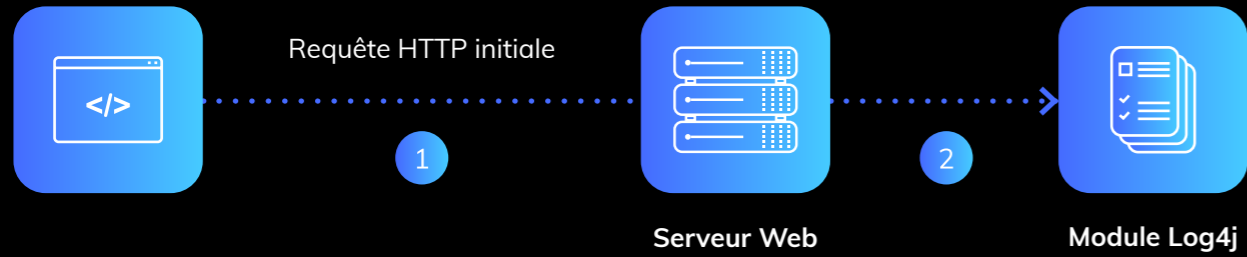 Requête HTTP initiale
</>
1
2
Serveur Web
Module Log4j